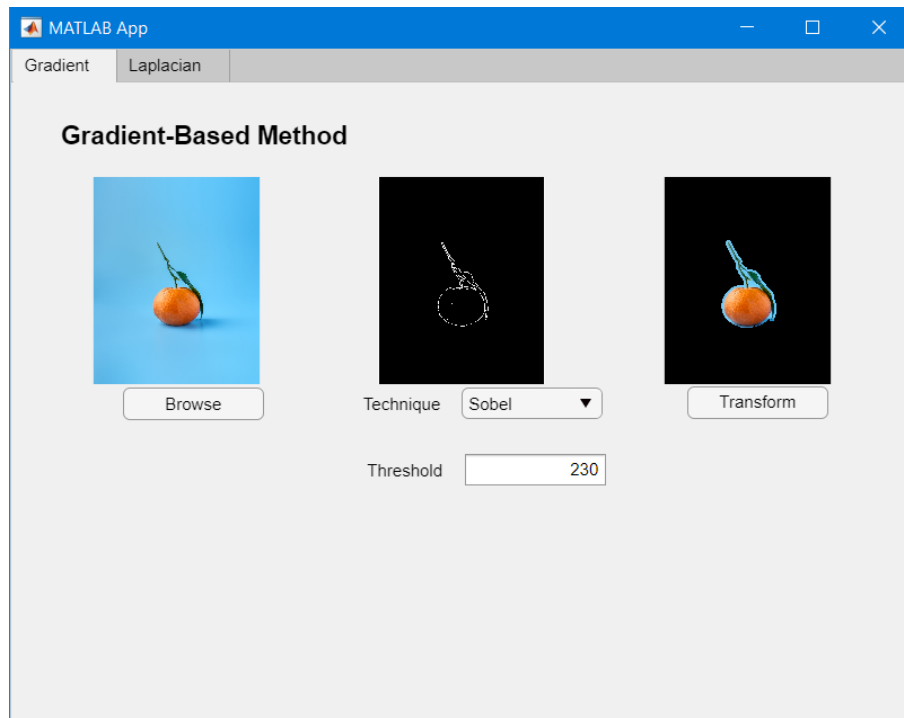 MATLAB App
Gradient Laplacian
Gradient-Based Method
Browse
Technique Sobel
Transform
Threshold 230